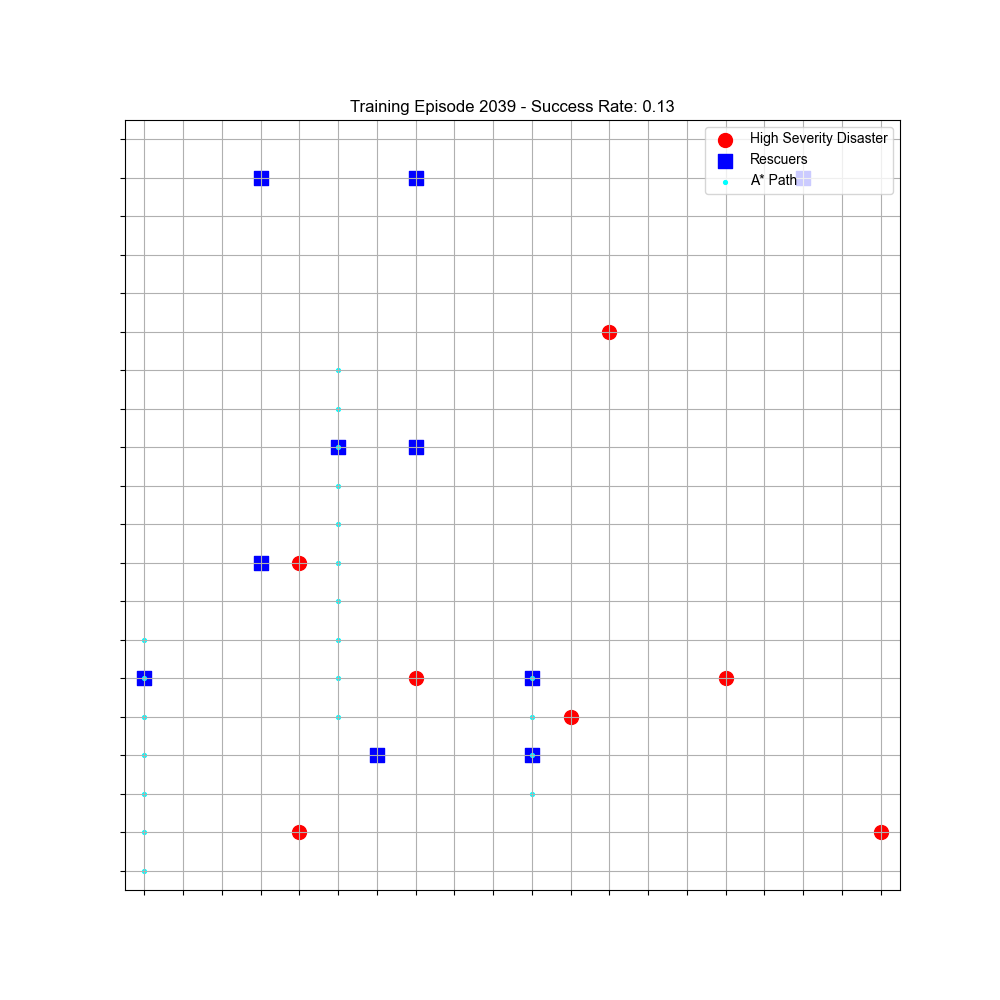 Training Episode 2039 - Success Rate: 0.13
High Severity Disaster
Rescuers
A* Path